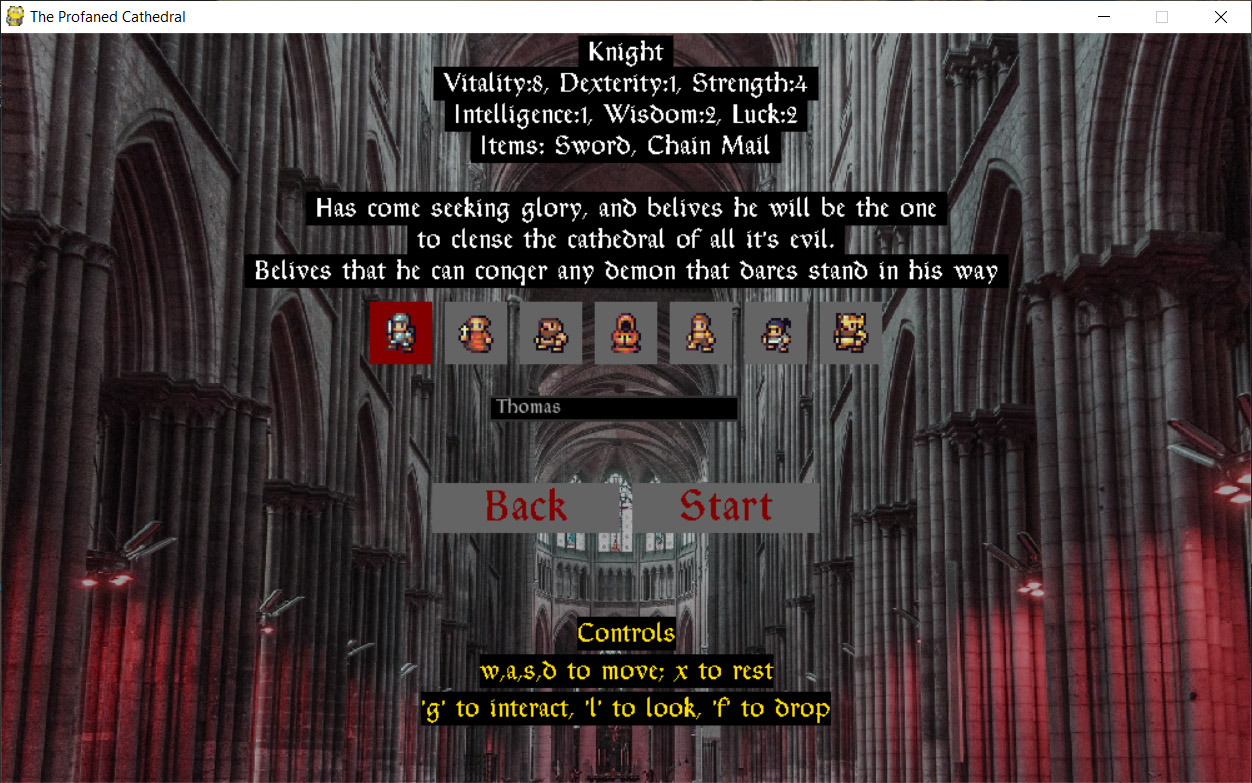 The Profaned Cathedral
Knight
Vitality:8, Dexterity:1, Strength:4
Intelligence:1, Wisdom:2, Luck:2
Items: Sword, Chain Mail
Has come seeking glory, and belives he will be the one
to clense the cathedral of all it's evil.
Belives that he can conqer any demon that dares stand in his way
Thomas
Back Start
Controls
w,a,s,d to move; x to rest
'g' to interact, 'l' to look, 'f' to drop